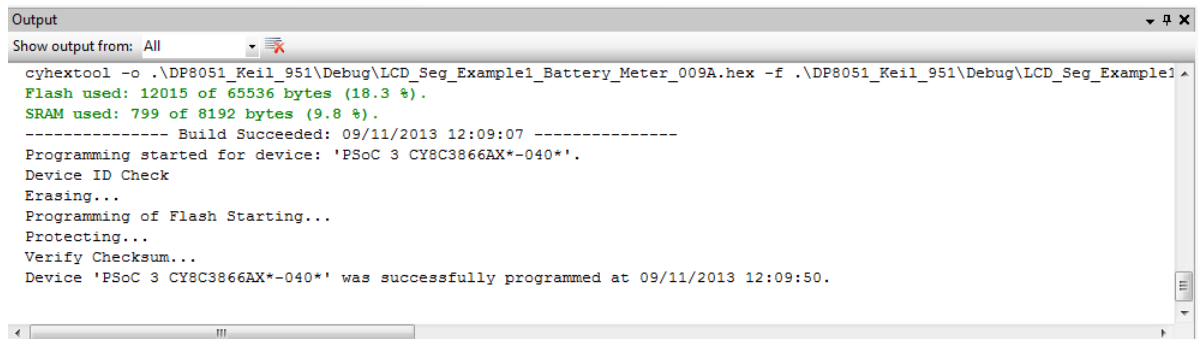 Output
Show output from: All
cyhextool -o .\DP8051_Keil_951\Debug\LCD_Seg_Example1_Battery_Meter_009A.hex -f .\DP8051_Keil_951\Debug\LCD_Seg_Example1
Flash used: 12015 of 65536 bytes (18.3 %).
SRAM used: 799 of 8192 bytes (9.8 %).
--------------- Build Succeeded: 09/11/2013 12:09:07 ---------------
Programming started for device: 'PSoC 3 CY8C3866AX*-040*'.
Device ID Check
Erasing...
Programming of Flash Starting...
Protecting...
Verify Checksum...
Device 'PSoC 3 CY8C3866AX*-040*' was successfully programmed at 09/11/2013 12:09:50.